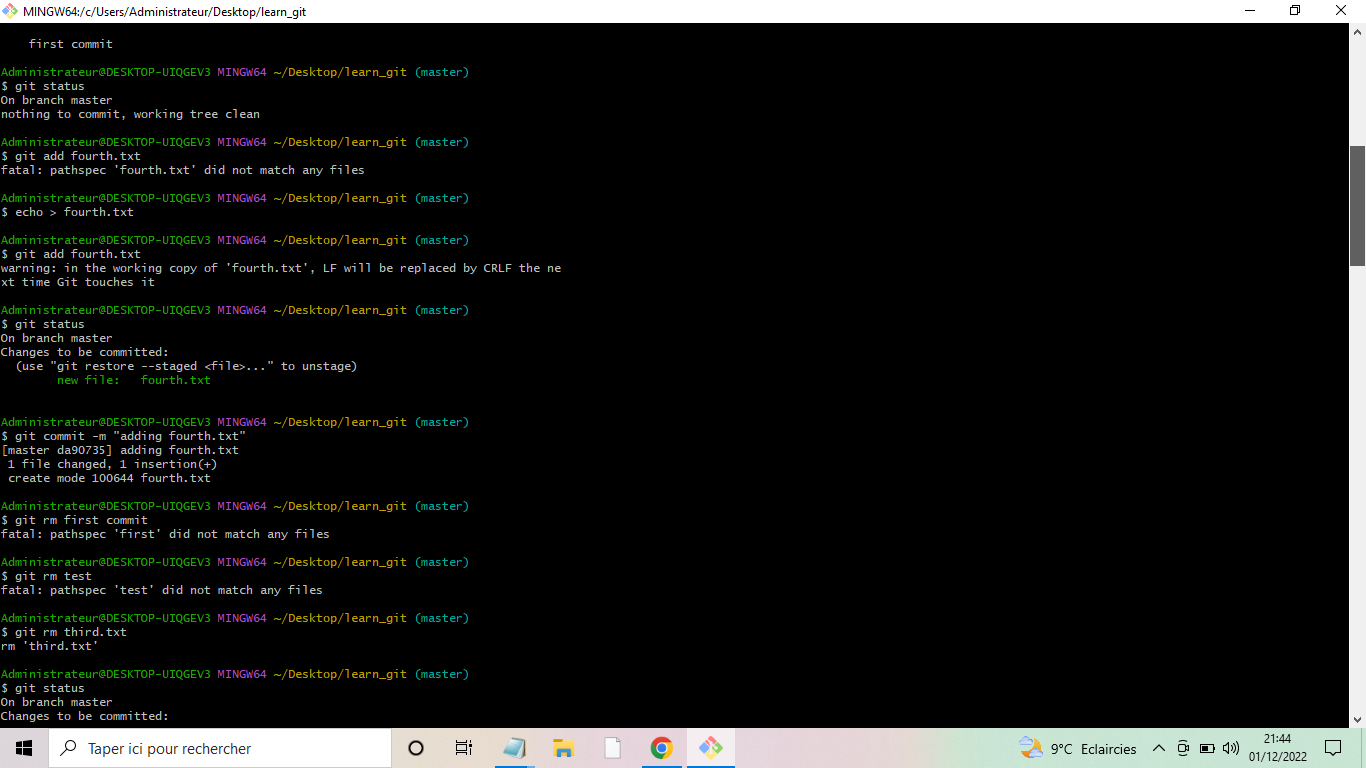 MINGW64:/c/Users/Administrateur/Desktop/learn_git
first commit
Administrateur@DESKTOP-UIQGEV3 MINGW64 ~/Desktop/learn_git (master)
$ git status
On branch master
nothing to commit, working tree clean
Administrateur@DESKTOP-UIQGEV3 MINGW64 ~/Desktop/learn_git (master)
$ git add fourth.txt
fatal: pathspec 'fourth.txt' did not match any files
Administrateur@DESKTOP-UIQGEV3 MINGW64 ~/Desktop/learn_git (master)
$ echo > fourth.txt
Administrateur@DESKTOP-UIQGEV3 MINGW64 ~/Desktop/learn_git (master)
$ git add fourth.txt
warning: in the working copy of 'fourth.txt', LF will be replaced by CRLF the ne
xt time Git touches it
Administrateur@DESKTOP-UIQGEV3 MINGW64 ~/Desktop/learn_git (master)
$ git status
On branch master
Changes to be committed:
(use "git restore --staged <file>..." to unstage)
new file:   fourth.txt
Administrateur@DESKTOP-UIQGEV3 MINGW64 ~/Desktop/learn_git (master)
$ git commit -m "adding fourth.txt"
[master da90735] adding fourth.txt
1 file changed, 1 insertion(+)
create mode 100644 fourth.txt
Administrateur@DESKTOP-UIQGEV3 MINGW64 ~/Desktop/learn_git (master)
$ git rm first commit
fatal: pathspec 'first' did not match any files
Administrateur@DESKTOP-UIQGEV3 MINGW64 ~/Desktop/learn_git (master)
$ git rm test
fatal: pathspec 'test' did not match any files
Administrateur@DESKTOP-UIQGEV3 MINGW64 ~/Desktop/learn_git (master)
$ git rm third.txt
rm 'third.txt'
Administrateur@DESKTOP-UIQGEV3 MINGW64 ~/Desktop/learn_git (master)
$ git status
On branch master
Changes to be committed:
Taper ici pour rechercher
9°C Eclaircies
21:44
01/12/2022